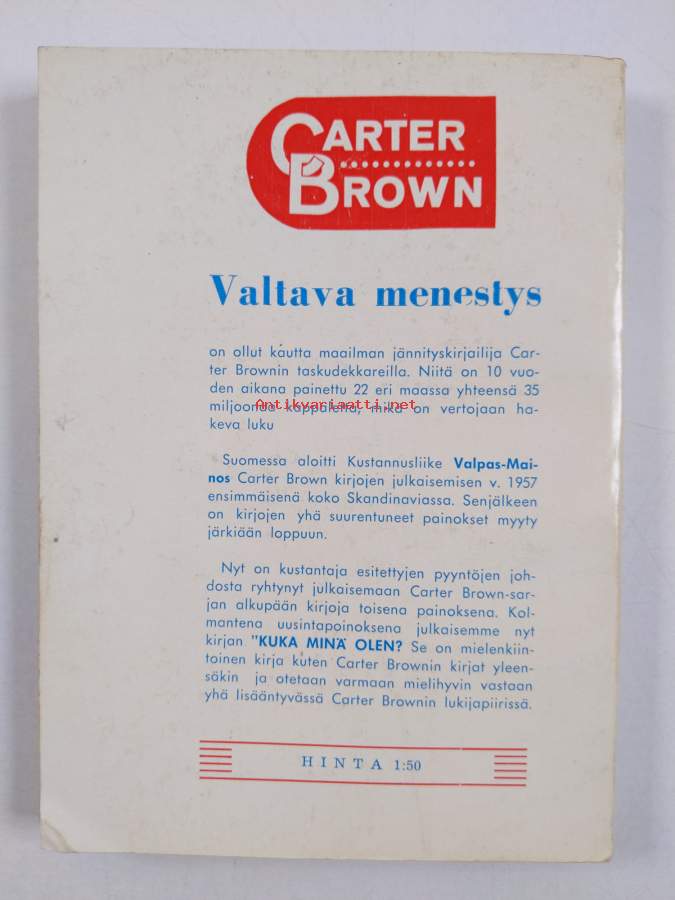 CARTER
BROWN
Valtava menestys
on ollut kautta maailman jännityskirjailija Car-
ter Brownin taskudekkareilla. Niitä on 10 vuo-
den aikana painettu 22 eri maassa yhteensä 35
miljoonaa kappaletta, mikä on vertojaan ha-
Antikvariaatti.net
keva luku
Suomessa aloitti Kustannusliike Valpas-Mai-
nos Carter Brown kirjojen julkaisemisen v. 1957
ensimmäisenä koko Skandinaviassa. Senjälkeen
on kirjojen yhä suurentuneet painokset myyty
järkiään loppuun.
Nyt on kustantaja esitettyjen pyyntöjen joh-
dosta ryhtynyt julkaisemaan Carter Brown-sar-
jan alkupään kirjoja toisena painoksena. Kol-
mantena uusintapoinoksena julkaisemme nyt
kirjan "KUKA MINÄ OLEN? Se on mielenkiin-
toinen kirja kuten Carter Brownin kirjat yleen-
säkin ja otetaan varmaan mielihyvin vastaan
yhä lisääntyvässä Carter Brownin lukijapiirissä.
HINTA 1:50